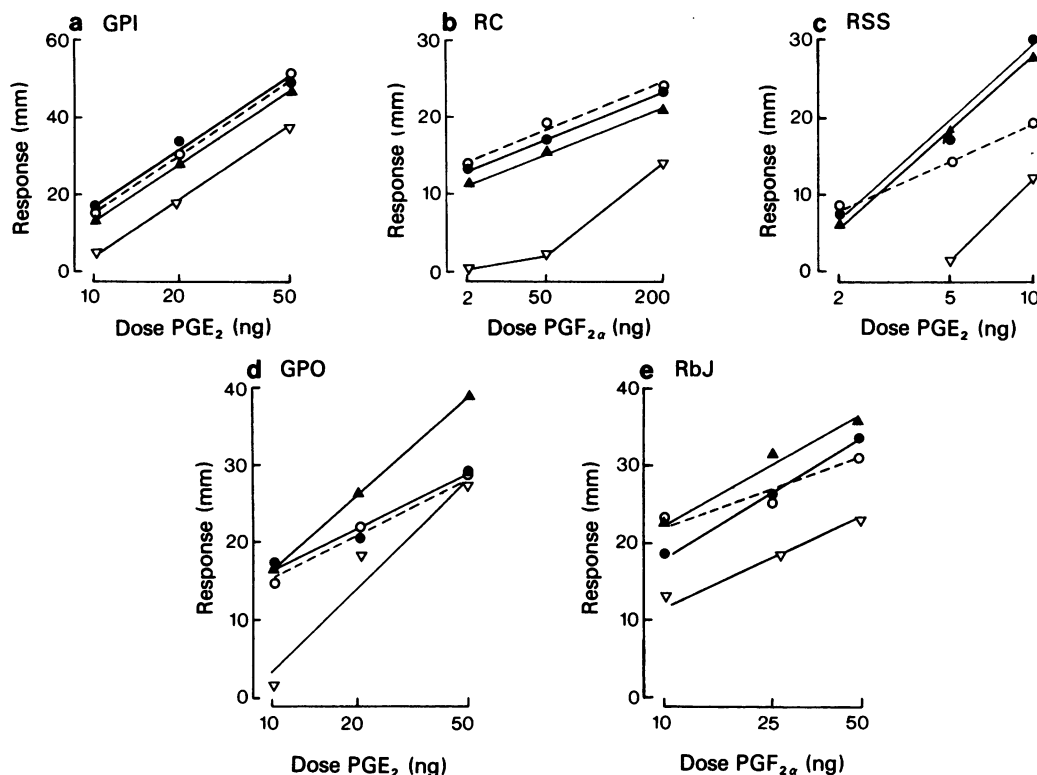 a GPI
Response (mm)
60
40
20
0
10 20 50
Dose PGE₂ (ng)
b RC
Response (mm)
30
20
10
0
2 50 200
Dose PGF₂α (ng)
c RSS
Response (mm)
30
20
10
0
2 5 10
Dose PGE₂ (ng)
d GPO
Response (mm)
40
30
20
10
0
10 20 50
Dose PGE₂ (ng)
e RbJ
Response (mm)
40
30
20
10
0
10 25 50
Dose PGF₂α (ng)